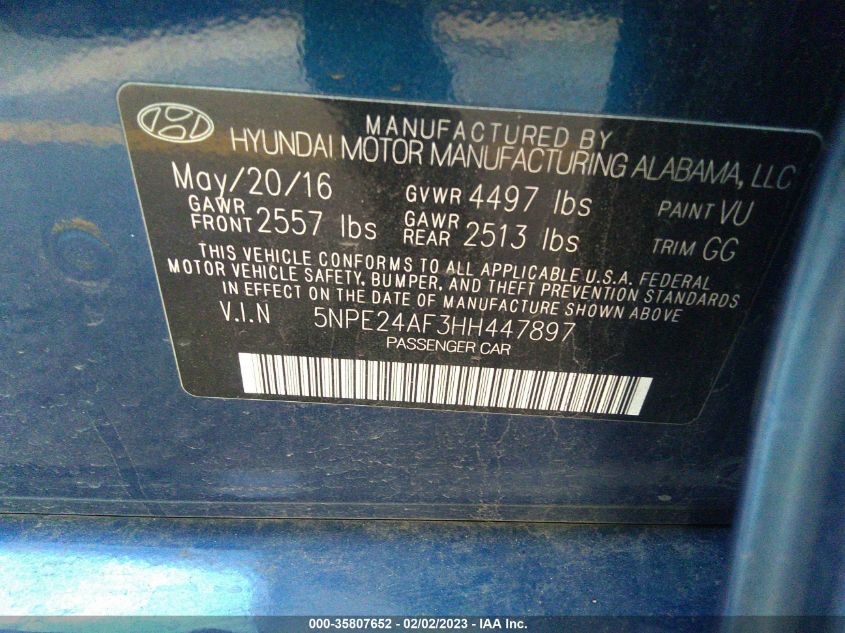 MANUFACTURED BY
HYUNDAI MOTOR MANUFACTURING ALABAMA, LLC
May/20/16 GVWR 4497 lbs PAINT VU
GAWR FRONT 2557 lbs GAWR REAR 2513 lbs TRIM GG
THIS VEHICLE CONFORMS TO ALL APPLICABLE U.S.A. FEDERAL
MOTOR VEHICLE SAFETY, BUMPER, AND THEFT PREVENTION STANDARDS
IN EFFECT ON THE DATE OF MANUFACTURE SHOWN ABOVE
V.I.N 5NPE24AF3HH447897
PASSENGER CAR
000-35807652 - 02/02/2023 - IAA Inc.